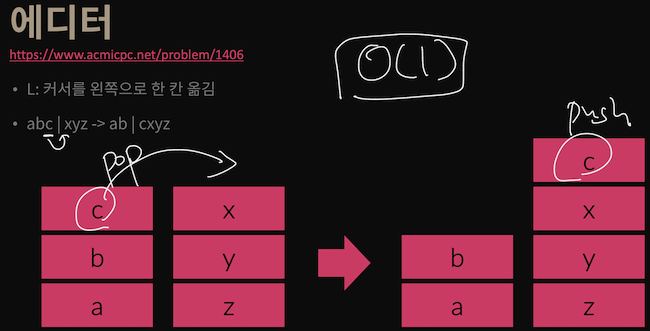 에디터
https://www.acmicpc.net/problem/1406
O(1)
• L: 커서를 왼쪽으로 한 칸 옮김
• abc | xyz -> ab | cxyz
pop
push
c
c x x
b y b y
a z a z